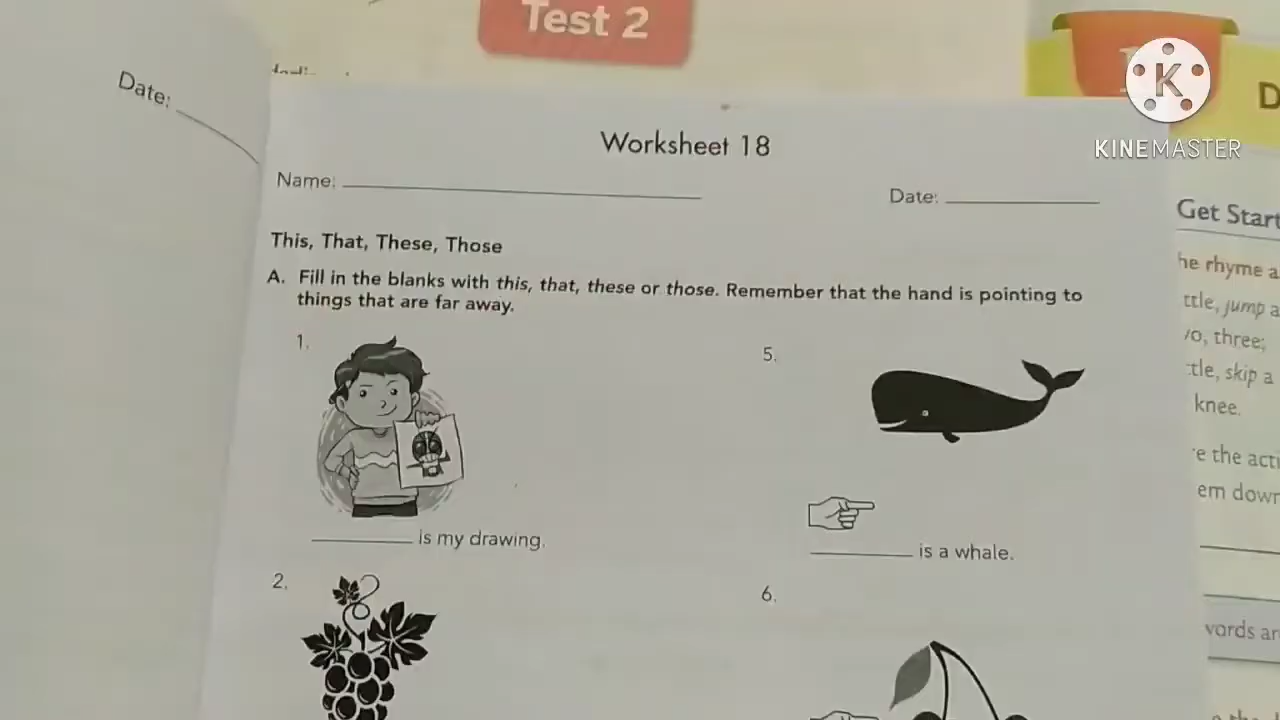 Test 2
Date:
KINEMASTER
Worksheet 18
Name:
Date:
This, That, These, Those
A. Fill in the blanks with this, that, these or those. Remember that the hand is pointing to
things that are far away.
1.
is my drawing.
2.
5.
is a whale.
6.
Get Start
he rhyme a
ttle, jump a
vo, three;
ttle, skip a
knee.
e the acti
em down
vords ar